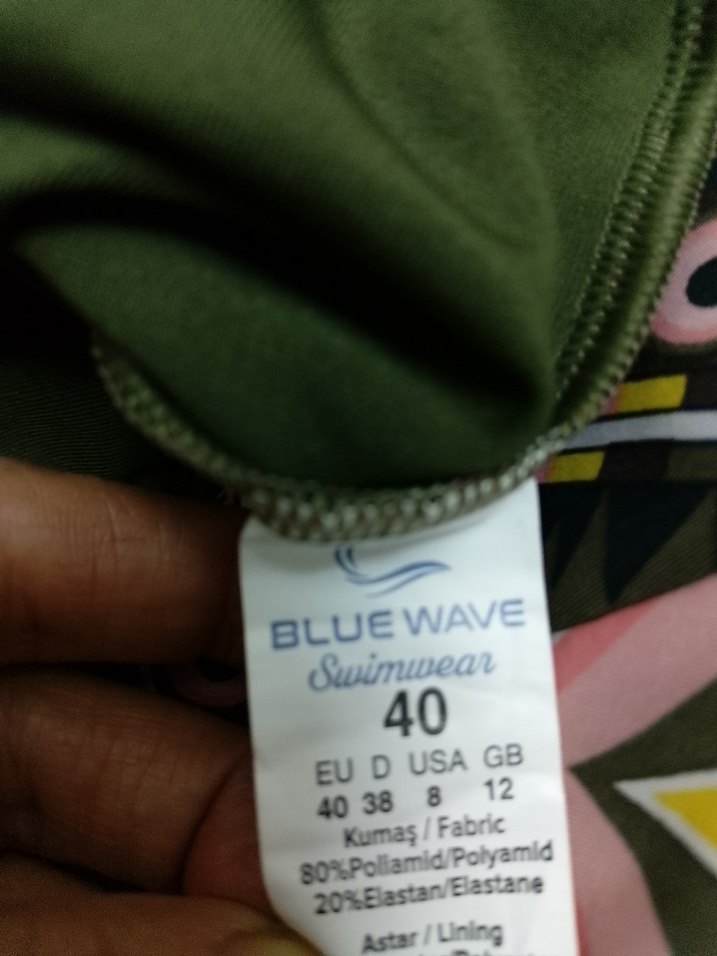 BLUE WAVE
Swimwear
40
EU D USA GB
40 38 8 12
Kumaş / Fabric
80%Poliamid/Polyamid
20%Elastan/Elastane
Astar / Lining